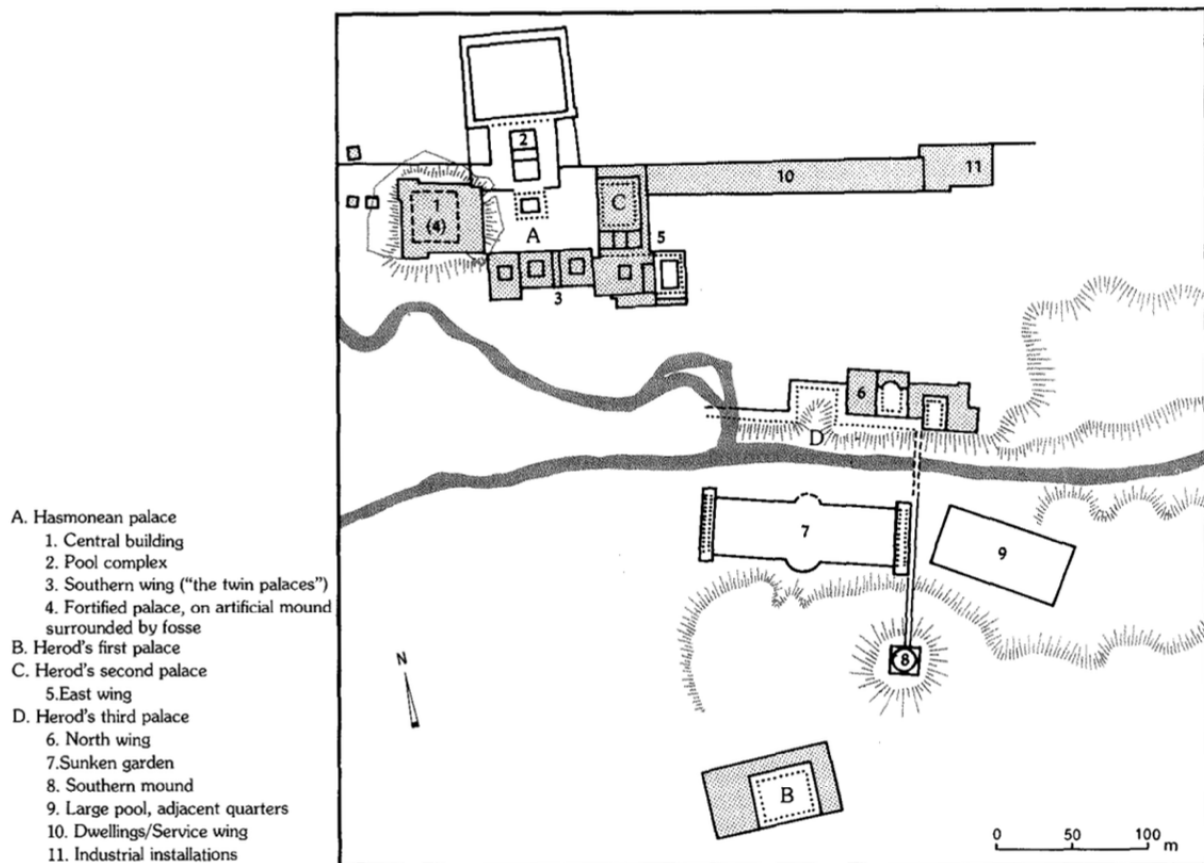 A. Hasmonean palace
1. Central building
2. Pool complex
3. Southern wing ("the twin palaces")
4. Fortified palace, on artificial mound
surrounded by fosse
B. Herod's first palace
C. Herod's second palace
5.East wing
D. Herod's third palace
6. North wing
7.Sunken garden
8. Southern mound
9. Large pool, adjacent quarters
10. Dwellings/Service wing
11. Industrial installations
2
10
11
1
(4)
C
A
5
3
6
D
7
9
8
N
B
0 50 100 m